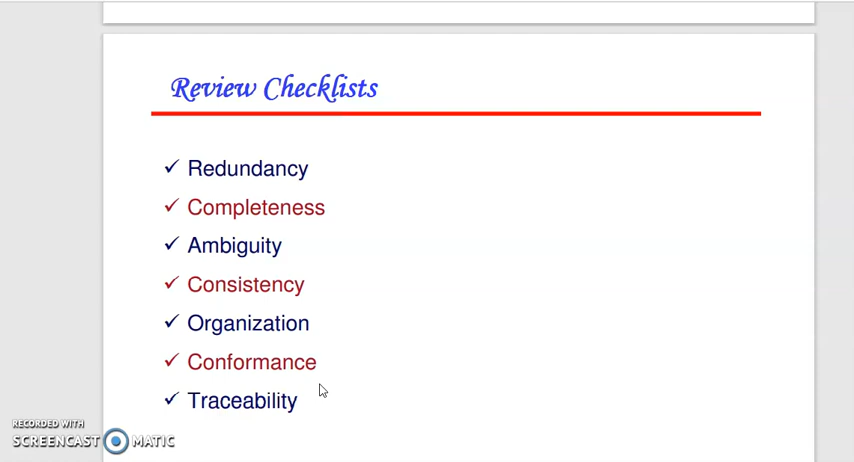 Review Checklists
✓ Redundancy
✓ Completeness
✓ Ambiguity
✓ Consistency
✓ Organization
✓ Conformance
✓ Traceability
RECORDED WITH
SCREENCAST MATIC